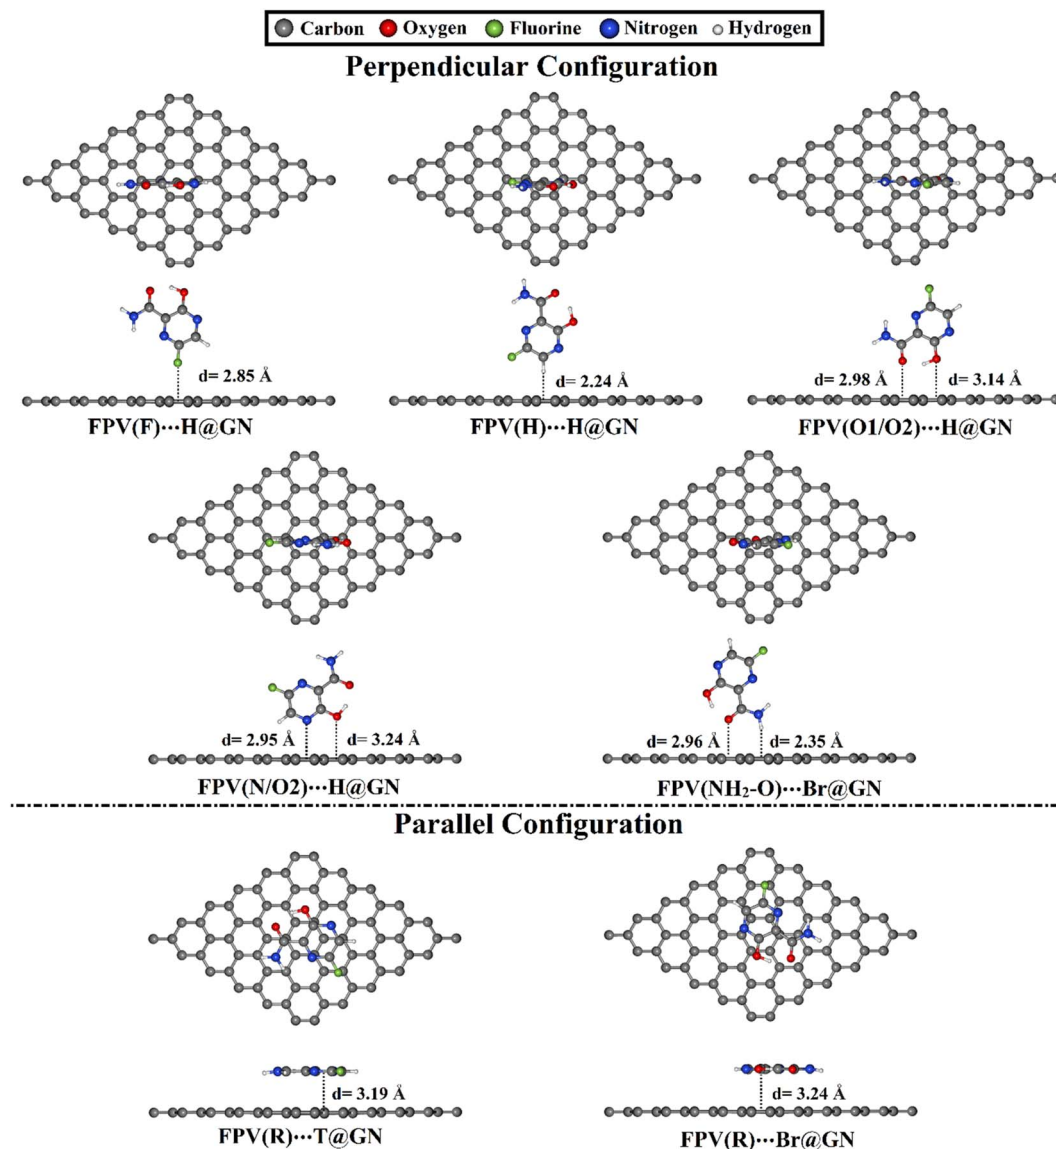 Carbon Oxygen Fluorine Nitrogen Hydrogen
Perpendicular Configuration
d= 2.85 Å
FPV(F)···H@GN
d= 2.24 Å
FPV(H)···H@GN
d= 2.98 Å
d= 3.14 Å
FPV(O1/O2)···H@GN
d= 2.95 Å
d= 3.24 Å
FPV(N/O2)···H@GN
d= 2.96 Å
d= 2.35 Å
FPV(NH₂-O)···Br@GN
Parallel Configuration
d= 3.19 Å
FPV(R)···T@GN
d= 3.24 Å
FPV(R)···Br@GN